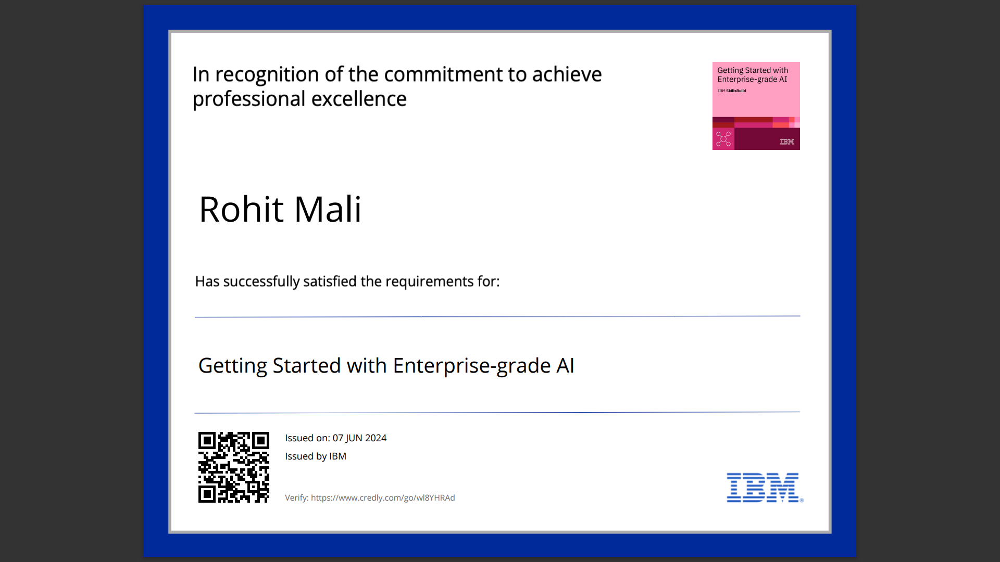 In recognition of the commitment to achieve
professional excellence
Getting Started with
Enterprise-grade AI
IBM SkillsBuild
IBM
Rohit Mali
Has successfully satisfied the requirements for:
Getting Started with Enterprise-grade AI
Issued on: 07 JUN 2024
Issued by IBM
Verify: https://www.credly.com/go/wl8YHRAd
IBM®